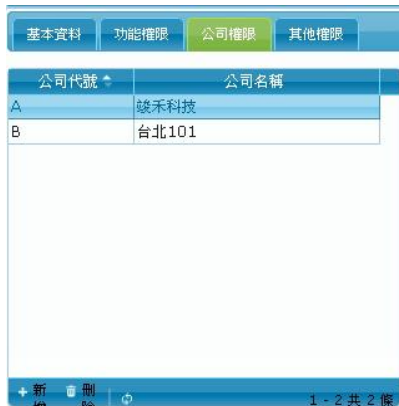 基本資料 功能權限 公司權限 其他權限
公司代號 公司名稱
A 竣禾科技
B 台北101
新增 刪除 1 - 2 共 2 條